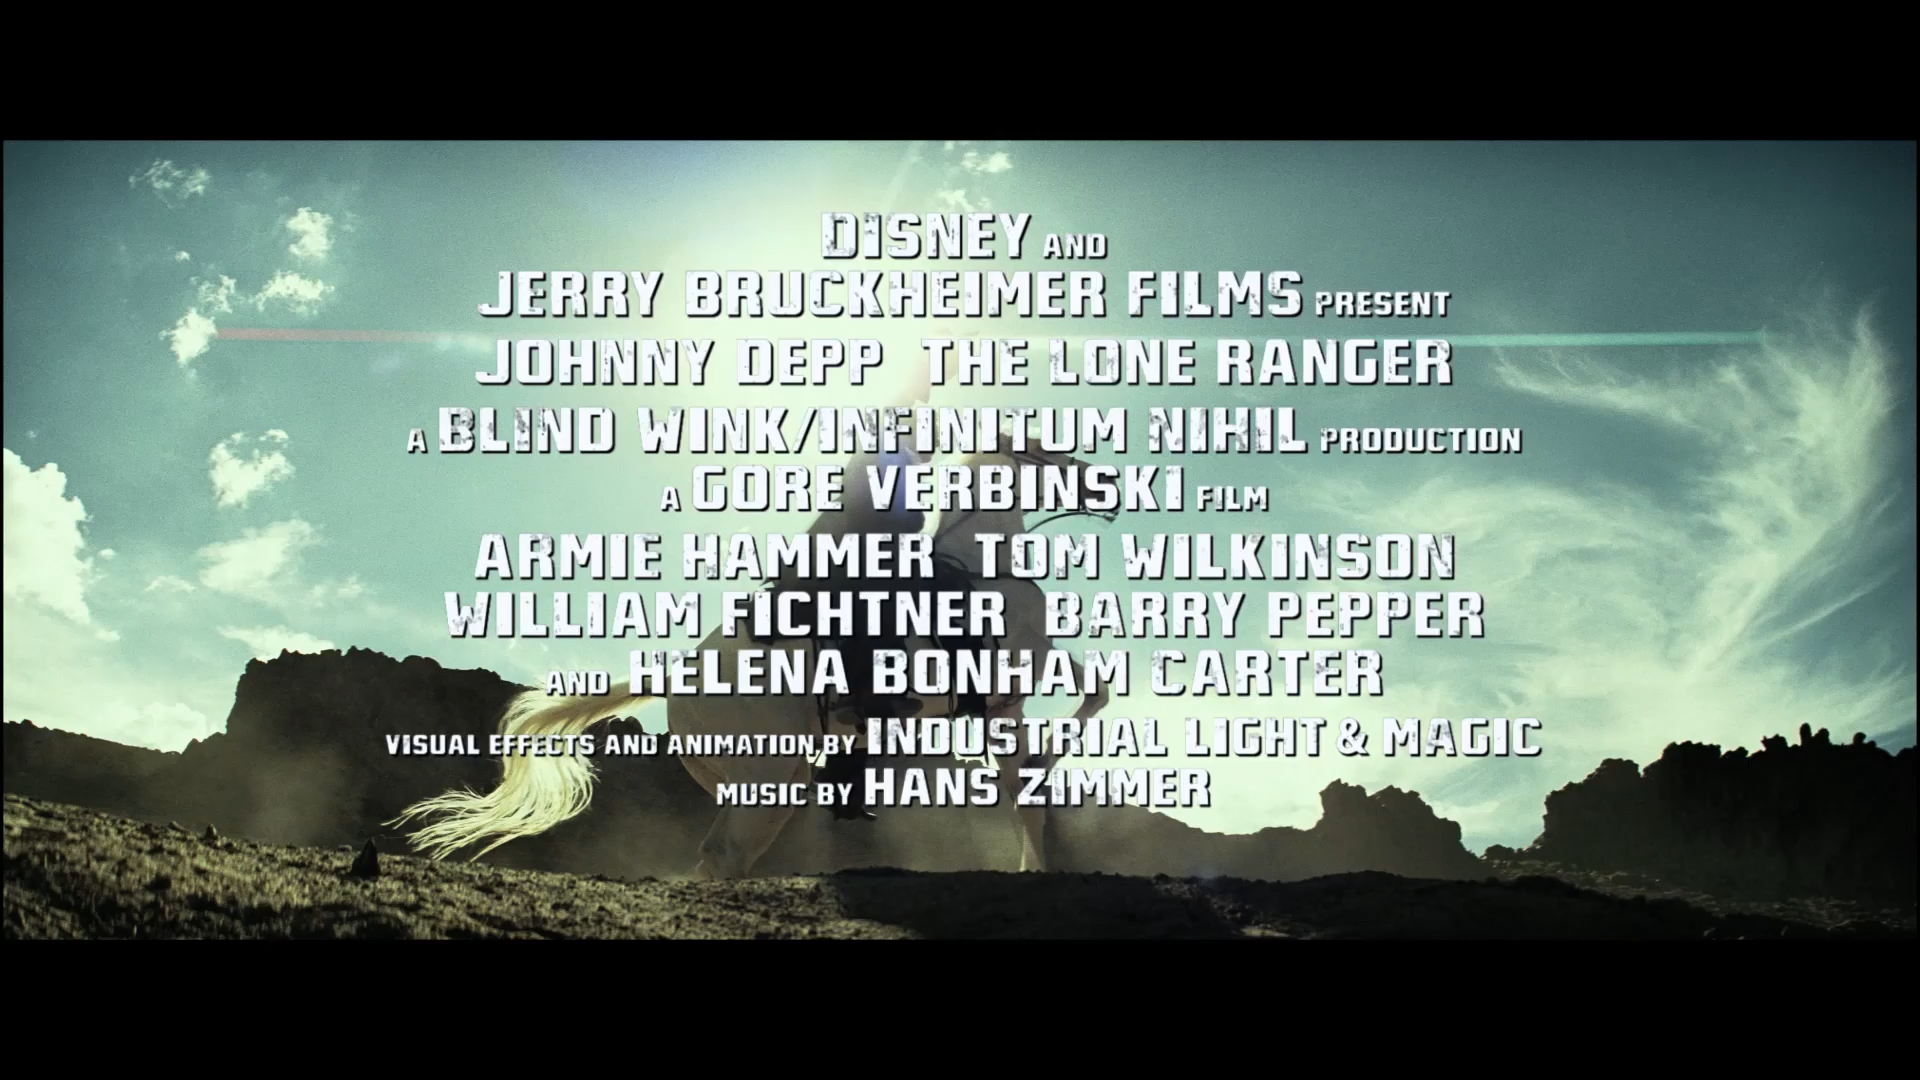 DISNEY AND
JERRY BRUCKHEIMER FILMS PRESENT
JOHNNY DEPP THE LONE RANGER
A BLIND WINK/INFINITUM NIHIL PRODUCTION
A GORE VERBINSKI FILM
ARMIE HAMMER TOM WILKINSON
WILLIAM FICHTNER BARRY PEPPER
AND HELENA BONHAM CARTER
VISUAL EFFECTS AND ANIMATION BY INDUSTRIAL LIGHT & MAGIC
MUSIC BY HANS ZIMMER